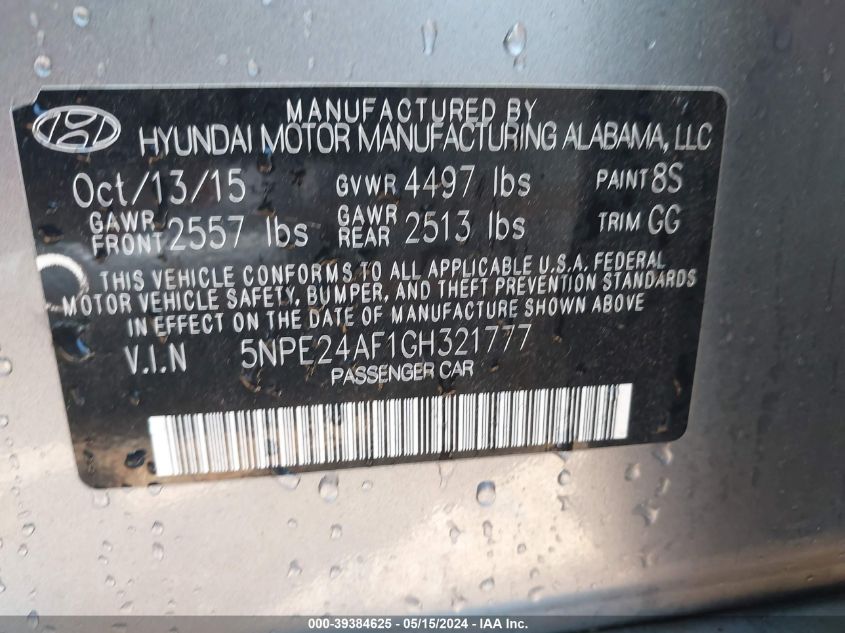 MANUFACTURED BY
HYUNDAI MOTOR MANUFACTURING ALABAMA, LLC
Oct/13/15 GVWR 4497 lbs PAINT 8S
GAWR FRONT 2557 lbs GAWR REAR 2513 lbs TRIM GG
THIS VEHICLE CONFORMS TO ALL APPLICABLE U.S.A. FEDERAL
MOTOR VEHICLE SAFETY, BUMPER, AND THEFT PREVENTION STANDARDS
IN EFFECT ON THE DATE OF MANUFACTURE SHOWN ABOVE
V.I.N 5NPE24AF1GH321777
PASSENGER CAR
000-39384625 - 05/15/2024 - IAA Inc.